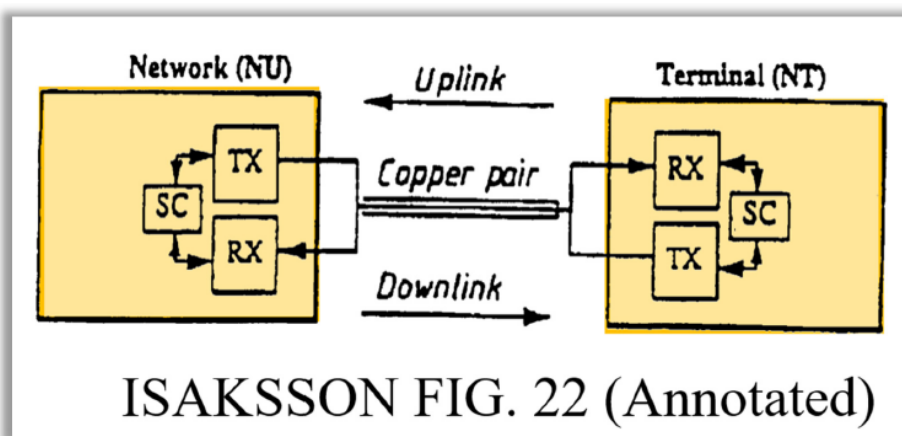 Network (NU)
Uplink
Terminal (NT)
TX
SC
RX
Copper pair
RX
SC
TX
Downlink
ISAKSSON FIG. 22 (Annotated)